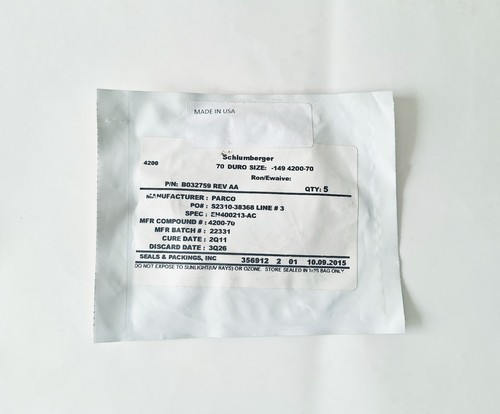 MADE IN USA
Schlumberger
4200 70 DURO SIZE: -149 4200-70
Ron/Ewaive:
P/N: B032759 REV AA QTY: 5
MANUFACTURER : PARCO
PO# : S2310-38368 LINE # 3
SPEC : EH400213-AC
MFR COMPOUND # : 4200-70
MFR BATCH # : 22331
CURE DATE : 2Q11
DISCARD DATE : 3Q26
SEALS & PACKINGS, INC 356912 2 01 10.09.2015
DO NOT EXPOSE TO SUNLIGHT(UV RAYS) OR OZONE. STORE SEALED IN BAG ONLY